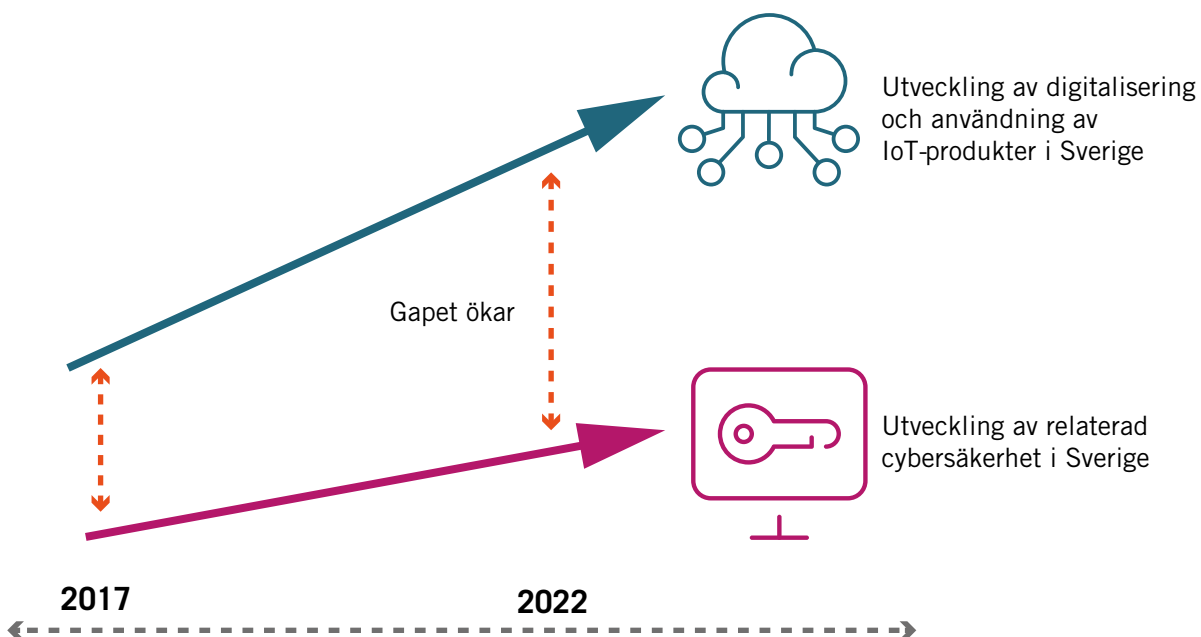 Utveckling av digitalisering
och användning av
IoT-produkter i Sverige
Gapet ökar
Utveckling av relaterad
cybersäkerhet i Sverige
2017
2022